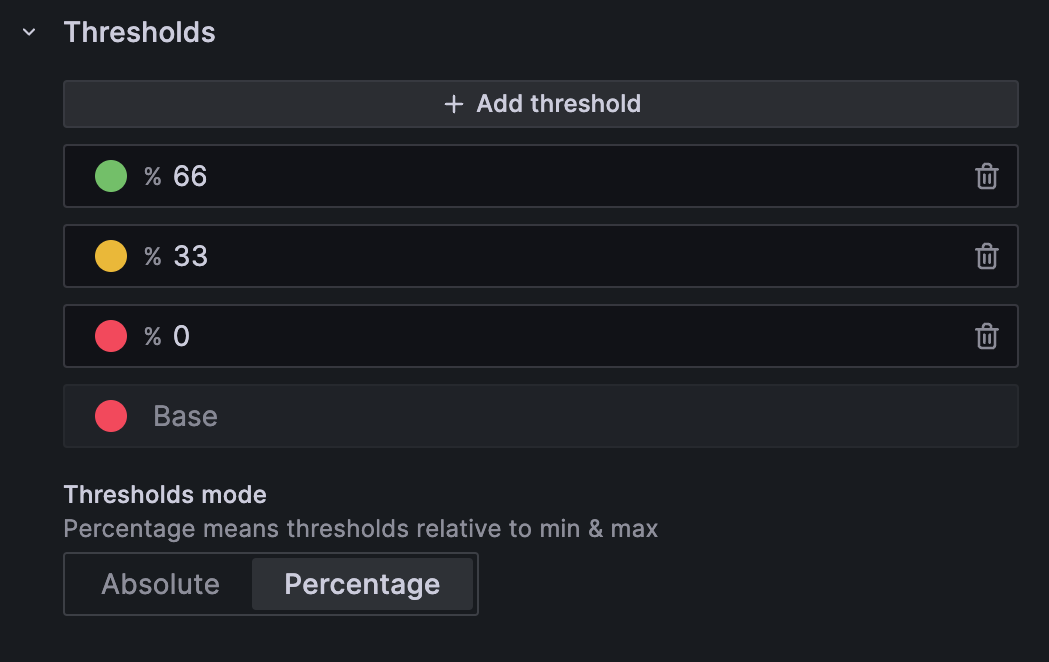 Thresholds
+ Add threshold
% 66
% 33
% 0
Base
Thresholds mode
Percentage means thresholds relative to min & max
Absolute Percentage